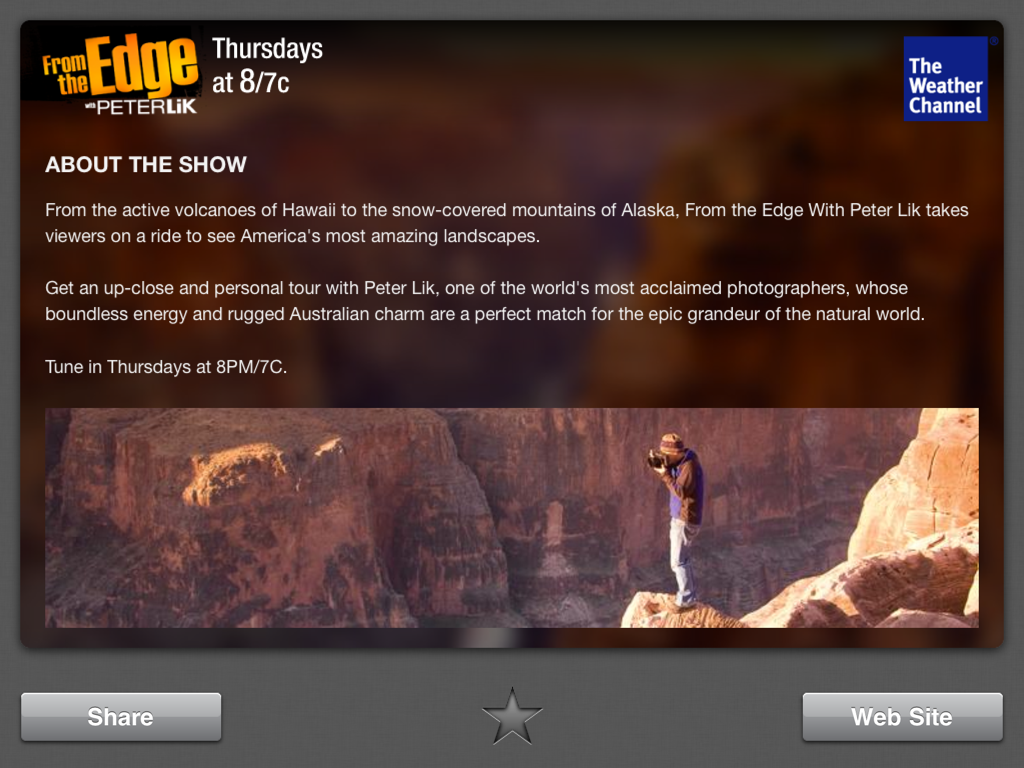 From
the Edge
with PETER LiK
Thursdays
at 8/7c
The
Weather
Channel
®
ABOUT THE SHOW
From the active volcanoes of Hawaii to the snow-covered mountains of Alaska, From the Edge With Peter Lik takes
viewers on a ride to see America's most amazing landscapes.
Get an up-close and personal tour with Peter Lik, one of the world's most acclaimed photographers, whose
boundless energy and rugged Australian charm are a perfect match for the epic grandeur of the natural world.
Tune in Thursdays at 8PM/7C.
Share
Web Site